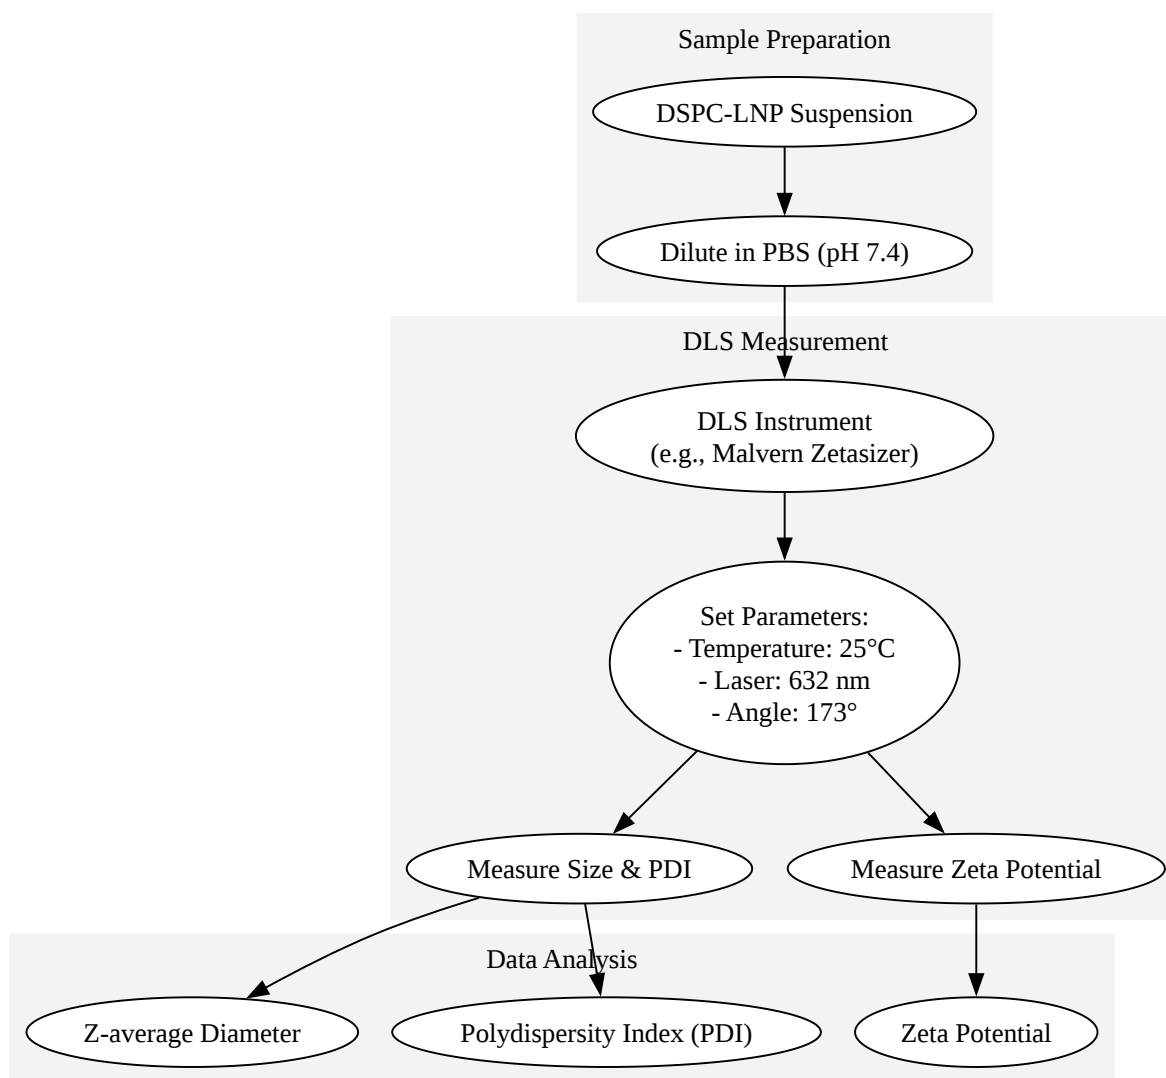 Sample Preparation
DSPC-LNP Suspension
Dilute in PBS (pH 7.4)
DLS Measurement
DLS Instrument
(e.g., Malvern Zetasizer)
Set Parameters:
- Temperature: 25°C
- Laser: 632 nm
- Angle: 173°
Measure Size & PDI
Measure Zeta Potential
Data Analysis
Z-average Diameter
Polydispersity Index (PDI)
Zeta Potential